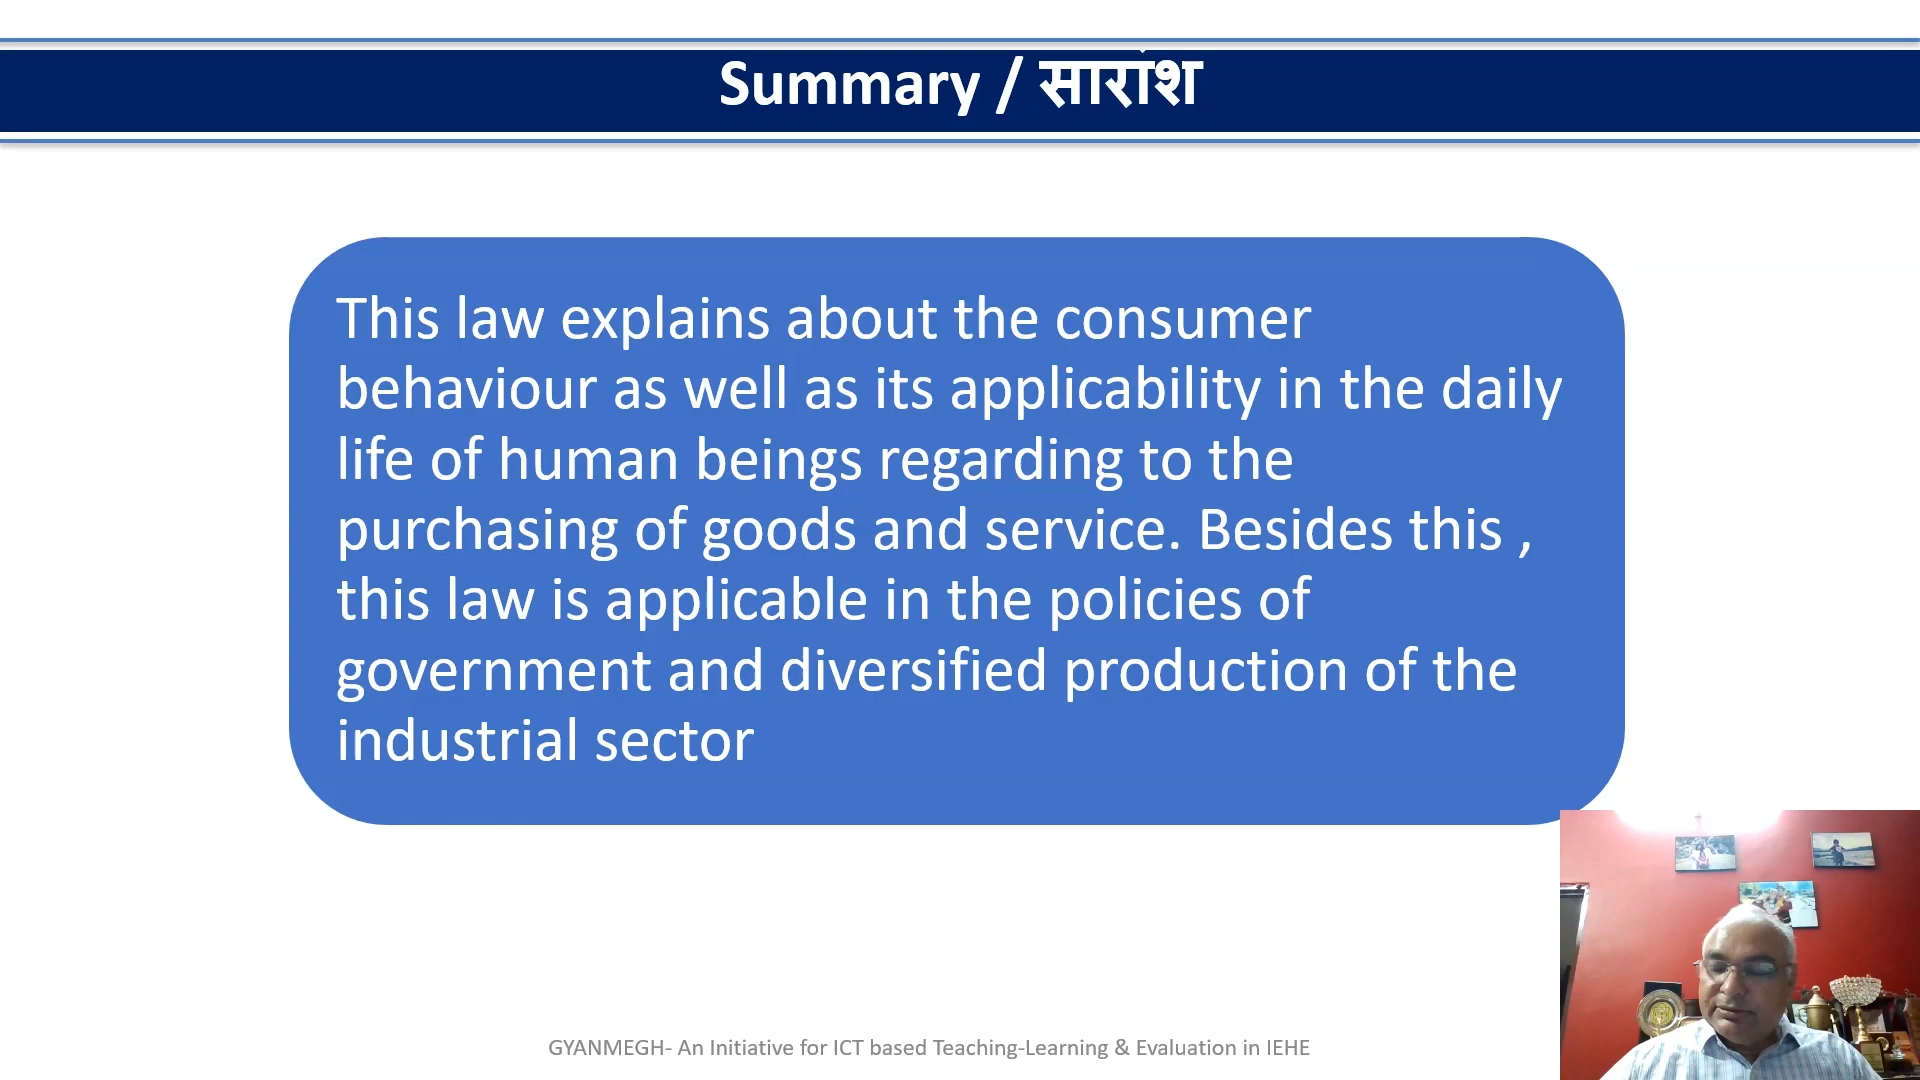 Summary / सारांश
This law explains about the consumer
behaviour as well as its applicability in the daily
life of human beings regarding to the
purchasing of goods and service. Besides this ,
this law is applicable in the policies of
government and diversified production of the
industrial sector
GYANMEGH- An Initiative for ICT based Teaching-Learning & Evaluation in IEHE